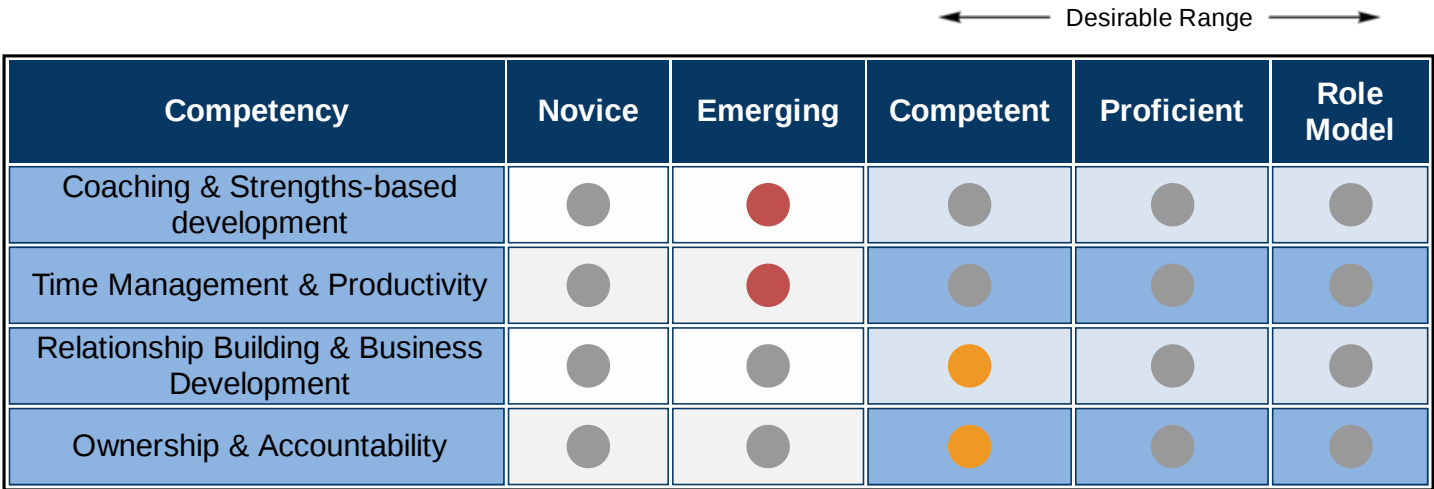 Desirable Range
Competency Novice Emerging Competent Proficient Role
Model
Coaching & Strengths-based
development
Time Management & Productivity
Relationship Building & Business
Development
Ownership & Accountability